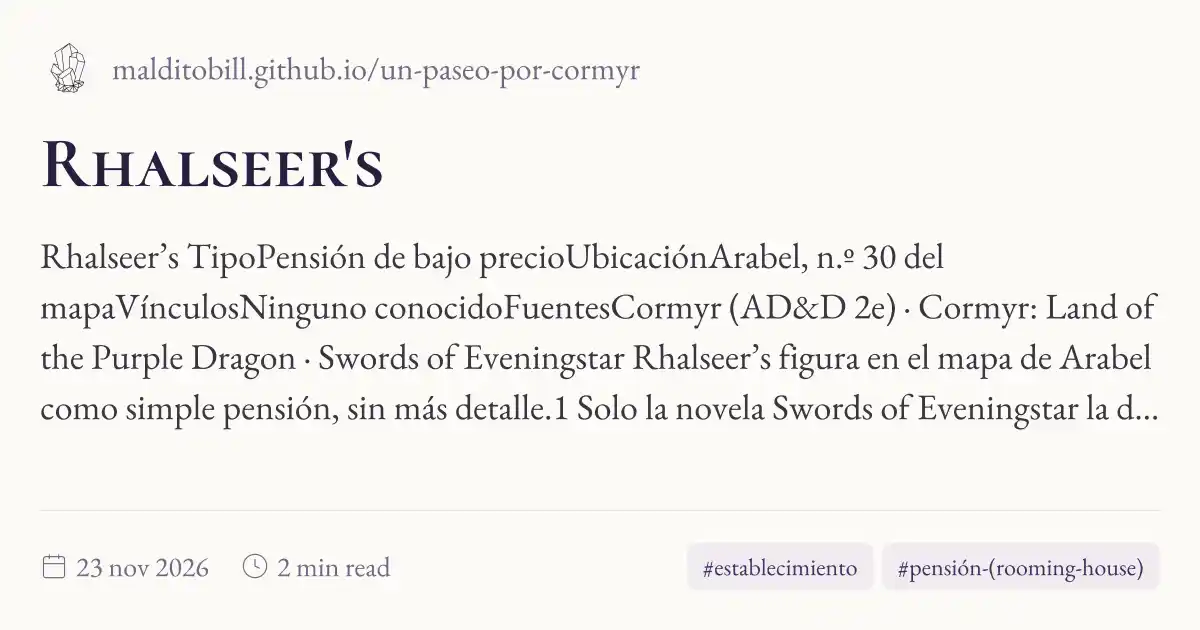 malditobill.github.io/un-paseo-por-cormyr
Rhalseer's
Rhalseer’s TipoPensión de bajo precioUbicaciónArabel, n.º 30 del
mapaVínculosNinguno conocidoFuentesCormyr (AD&D 2e) · Cormyr: Land of
the Purple Dragon · Swords of Eveningstar Rhalseer’s figura en el mapa de Arabel
como simple pensión, sin más detalle.1 Solo la novela Swords of Eveningstar la d...
23 nov 2026 2 min read #establecimiento #pensión-(rooming-house)